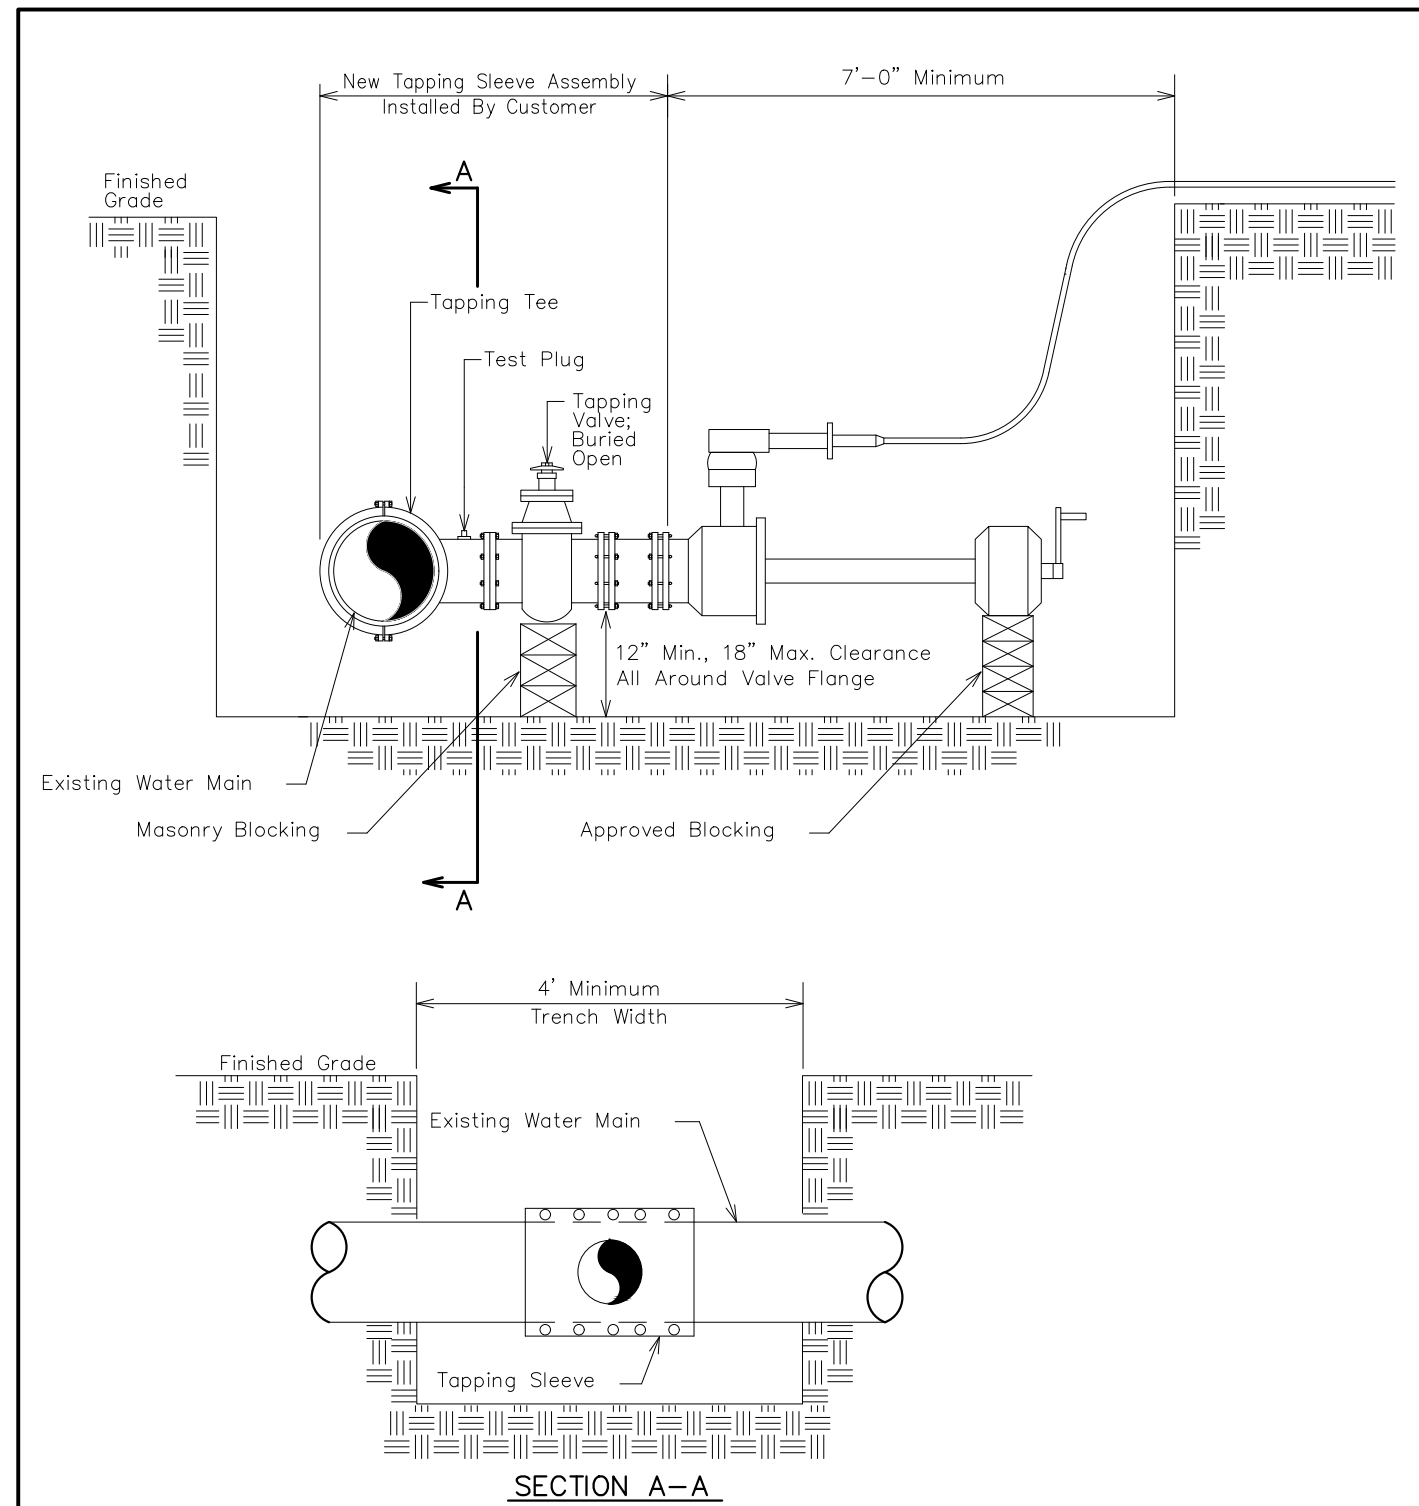 New Tapping Sleeve Assembly
Installed By Customer
7'-0" Minimum
A
Finished
Grade
Tapping Tee
Test Plug
Tapping
Valve;
Buried
Open
12" Min., 18" Max. Clearance
All Around Valve Flange
Existing Water Main
Masonry Blocking
Approved Blocking
A
4' Minimum
Trench Width
Finished Grade
Existing Water Main
Tapping Sleeve
SECTION A-A